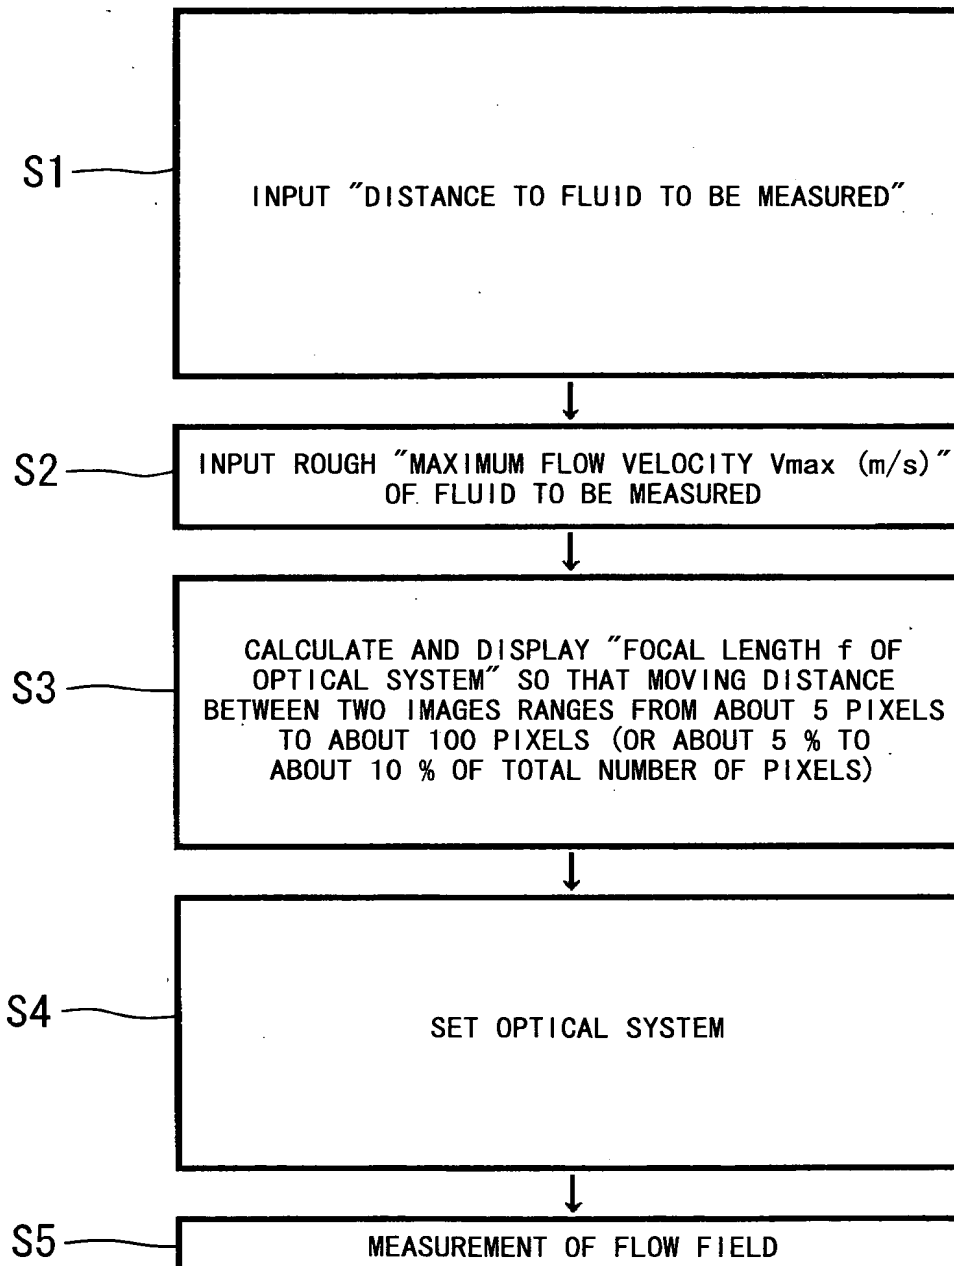 S1
INPUT "DISTANCE TO FLUID TO BE MEASURED"
S2
INPUT ROUGH "MAXIMUM FLOW VELOCITY Vmax (m/s)"
OF FLUID TO BE MEASURED
S3
CALCULATE AND DISPLAY "FOCAL LENGTH f OF
OPTICAL SYSTEM" SO THAT MOVING DISTANCE
BETWEEN TWO IMAGES RANGES FROM ABOUT 5 PIXELS
TO ABOUT 100 PIXELS (OR ABOUT 5 % TO
ABOUT 10 % OF TOTAL NUMBER OF PIXELS)
S4
SET OPTICAL SYSTEM
S5
MEASUREMENT OF FLOW FIELD